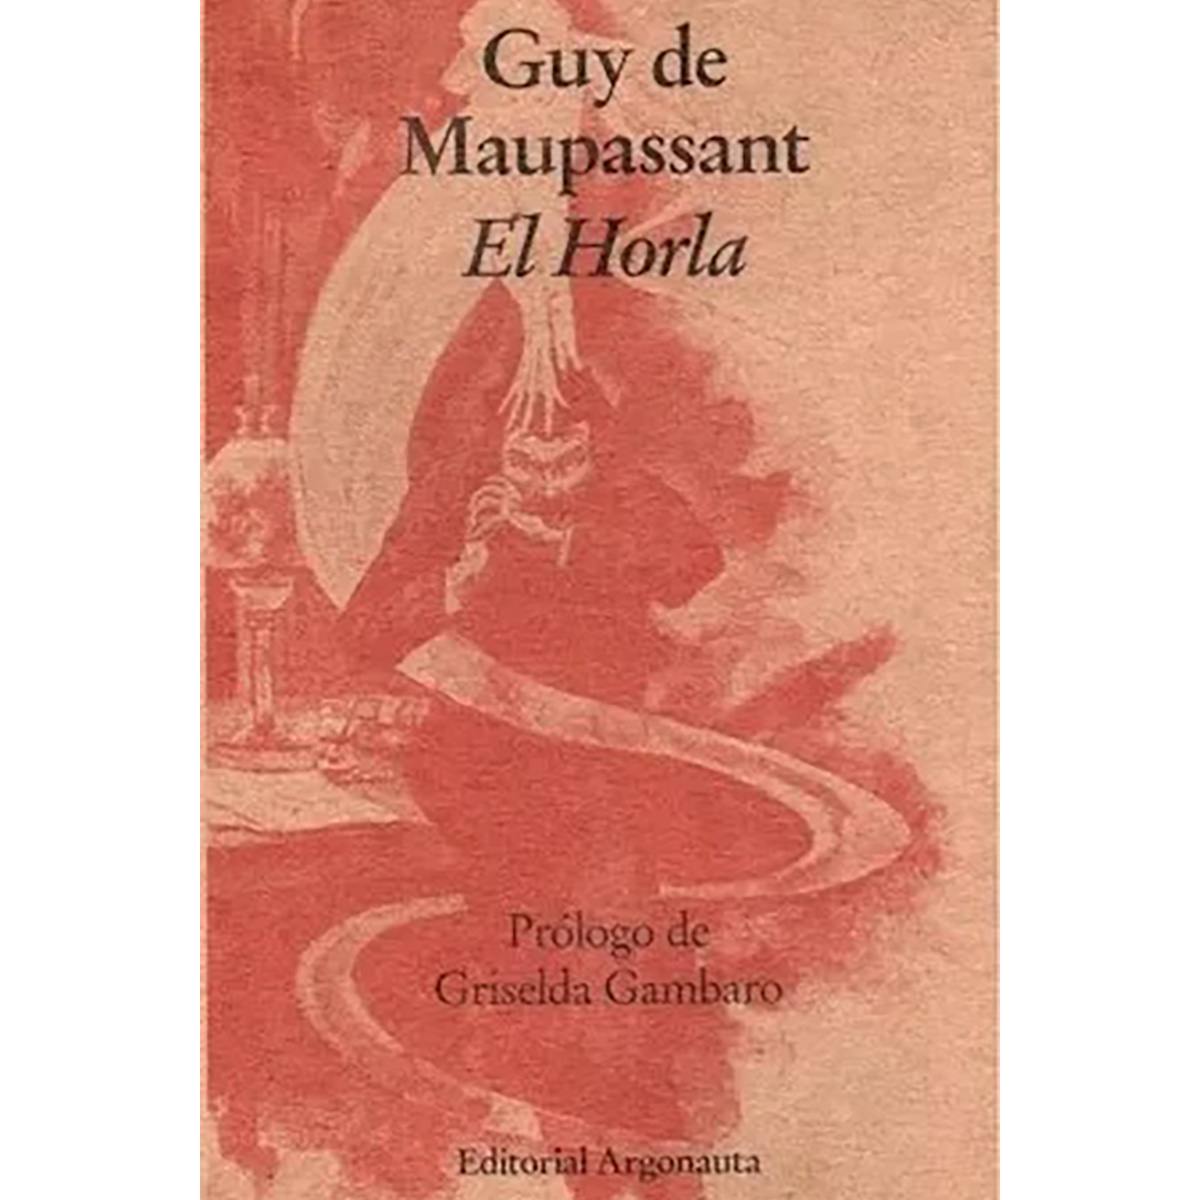 Guy de
Maupassant
El Horla
Prólogo de
Griselda Gambaro
Editorial Argonauta